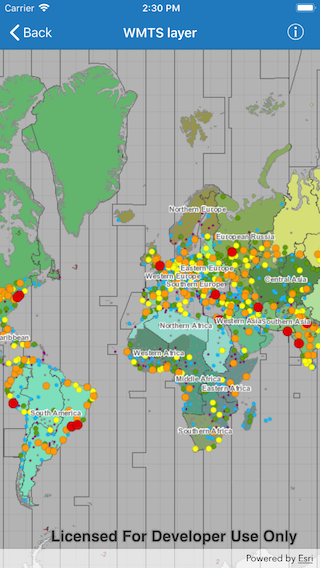 Carrier 2:30 PM
Back WMTS layer
Northern Europe
European Russia
Eastern Europe
Western Europe
Southern Europe
Central Asia
Western Asia
Southern Asia
Northern Africa
aribbean
Western Africa
Middle Africa
Eastern Africa
South America
Southern Africa
Licensed For Developer Use Only
Powered by Esri